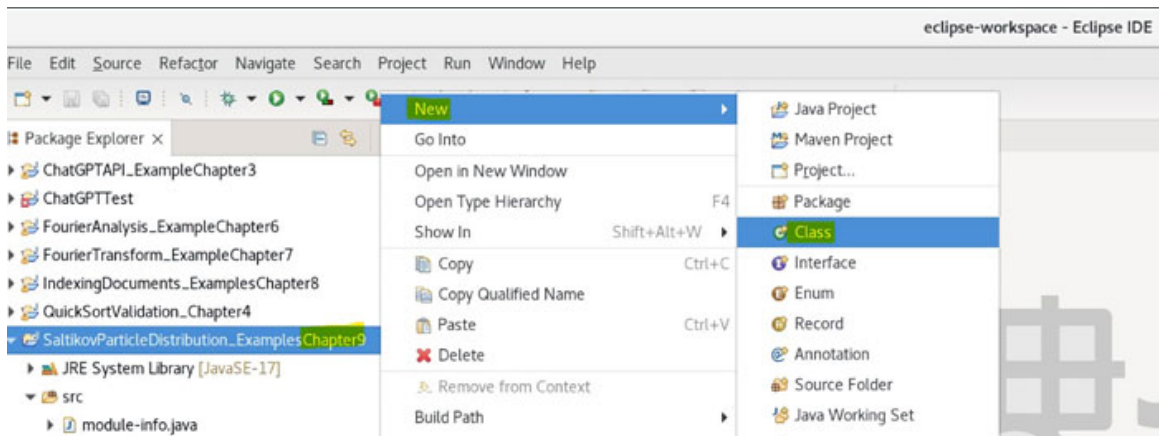 eclipse-workspace - Eclipse IDE
File Edit Source Refactor Navigate Search Project Run Window Help
Package Explorer
ChatGPTAPI_ExampleChapter3
ChatGPTTest
FourierAnalysis_ExampleChapter6
FourierTransform_ExampleChapter7
IndexingDocuments_ExamplesChapter8
QuickSortValidation_Chapter4
SaltikovParticleDistribution_ExamplesChapter9
JRE System Library [JavaSE-17]
src
module-info.java
New
Go Into
Open in New Window
Open Type Hierarchy F4
Show In Shift+Alt+W
Copy Ctrl+C
Copy Qualified Name
Paste Ctrl+V
Delete
Remove from Context
Build Path
Java Project
Maven Project
Project...
Package
Class
Interface
Enum
Record
Annotation
Source Folder
Java Working Set